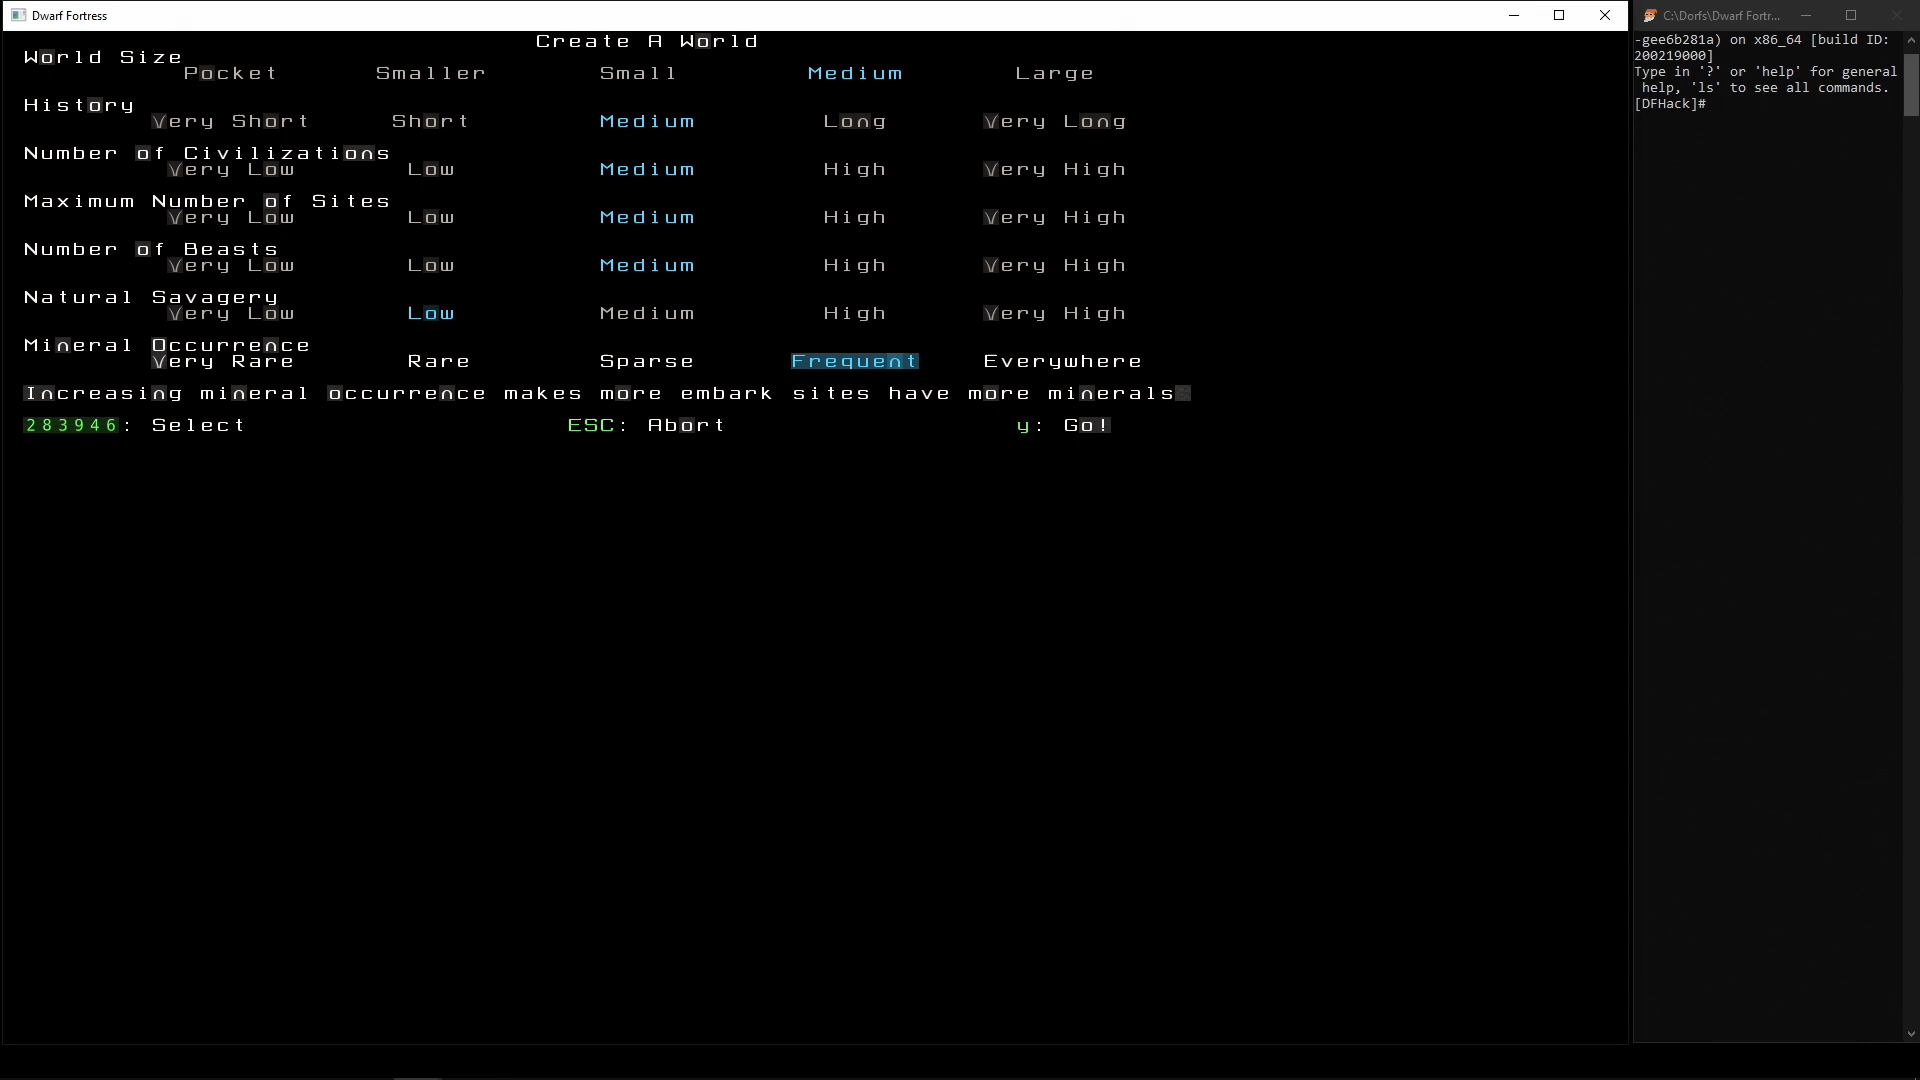 Dwarf Fortress
Create A World
World Size
Pocket Smaller Small Medium Large
History
Very Short Short Medium Long Very Long
Number of Civilizations
Very Low Low Medium High Very High
Maximum Number of Sites
Very Low Low Medium High Very High
Number of Beasts
Very Low Low Medium High Very High
Natural Savagery
Very Low Low Medium High Very High
Mineral Occurrence
Very Rare Rare Sparse Frequent Everywhere
Increasing mineral occurrence makes more embark sites have more minerals
283946: Select ESC: Abort y: Go!
C:\Dorfs\Dwarf Fortr...
-gee6b281a) on x86_64 [build ID:
200219000]
Type in '?' or 'help' for general
help, 'ls' to see all commands.
[DFHack]#